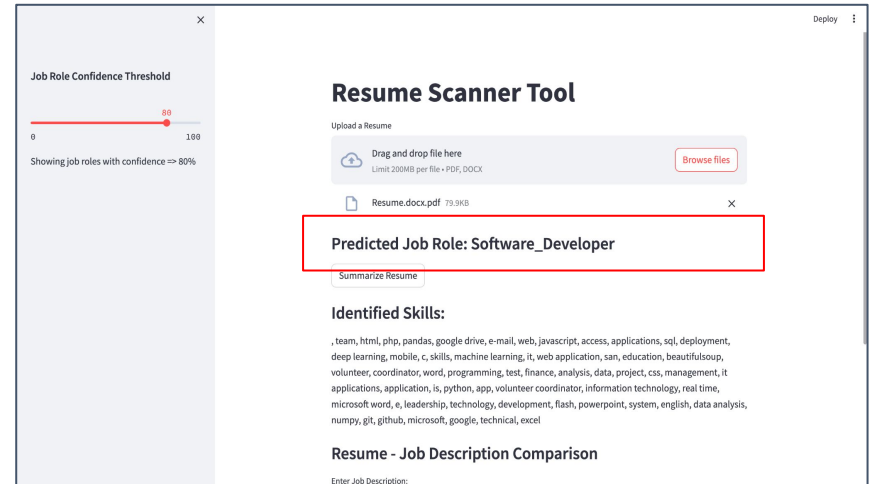 Deploy
Job Role Confidence Threshold
80
0 100
Showing job roles with confidence => 80%
Resume Scanner Tool
Upload a Resume
Drag and drop file here
Limit 200MB per file • PDF, DOCX
Browse files
Resume.docx.pdf 79.9KB
Predicted Job Role: Software_Developer
Summarize Resume
Identified Skills:
, team, html, php, pandas, google drive, e-mail, web, javascript, access, applications, sql, deployment,
deep learning, mobile, c, skills, machine learning, it, web application, san, education, beautifulsoup,
volunteer, coordinator, word, programming, test, finance, analysis, data, project, css, management, it
applications, application, is, python, app, volunteer coordinator, information technology, real time,
microsoft word, e, leadership, technology, development, flash, powerpoint, system, english, data analysis,
numpy, git, github, microsoft, google, technical, excel
Resume - Job Description Comparison
Enter Job Description: